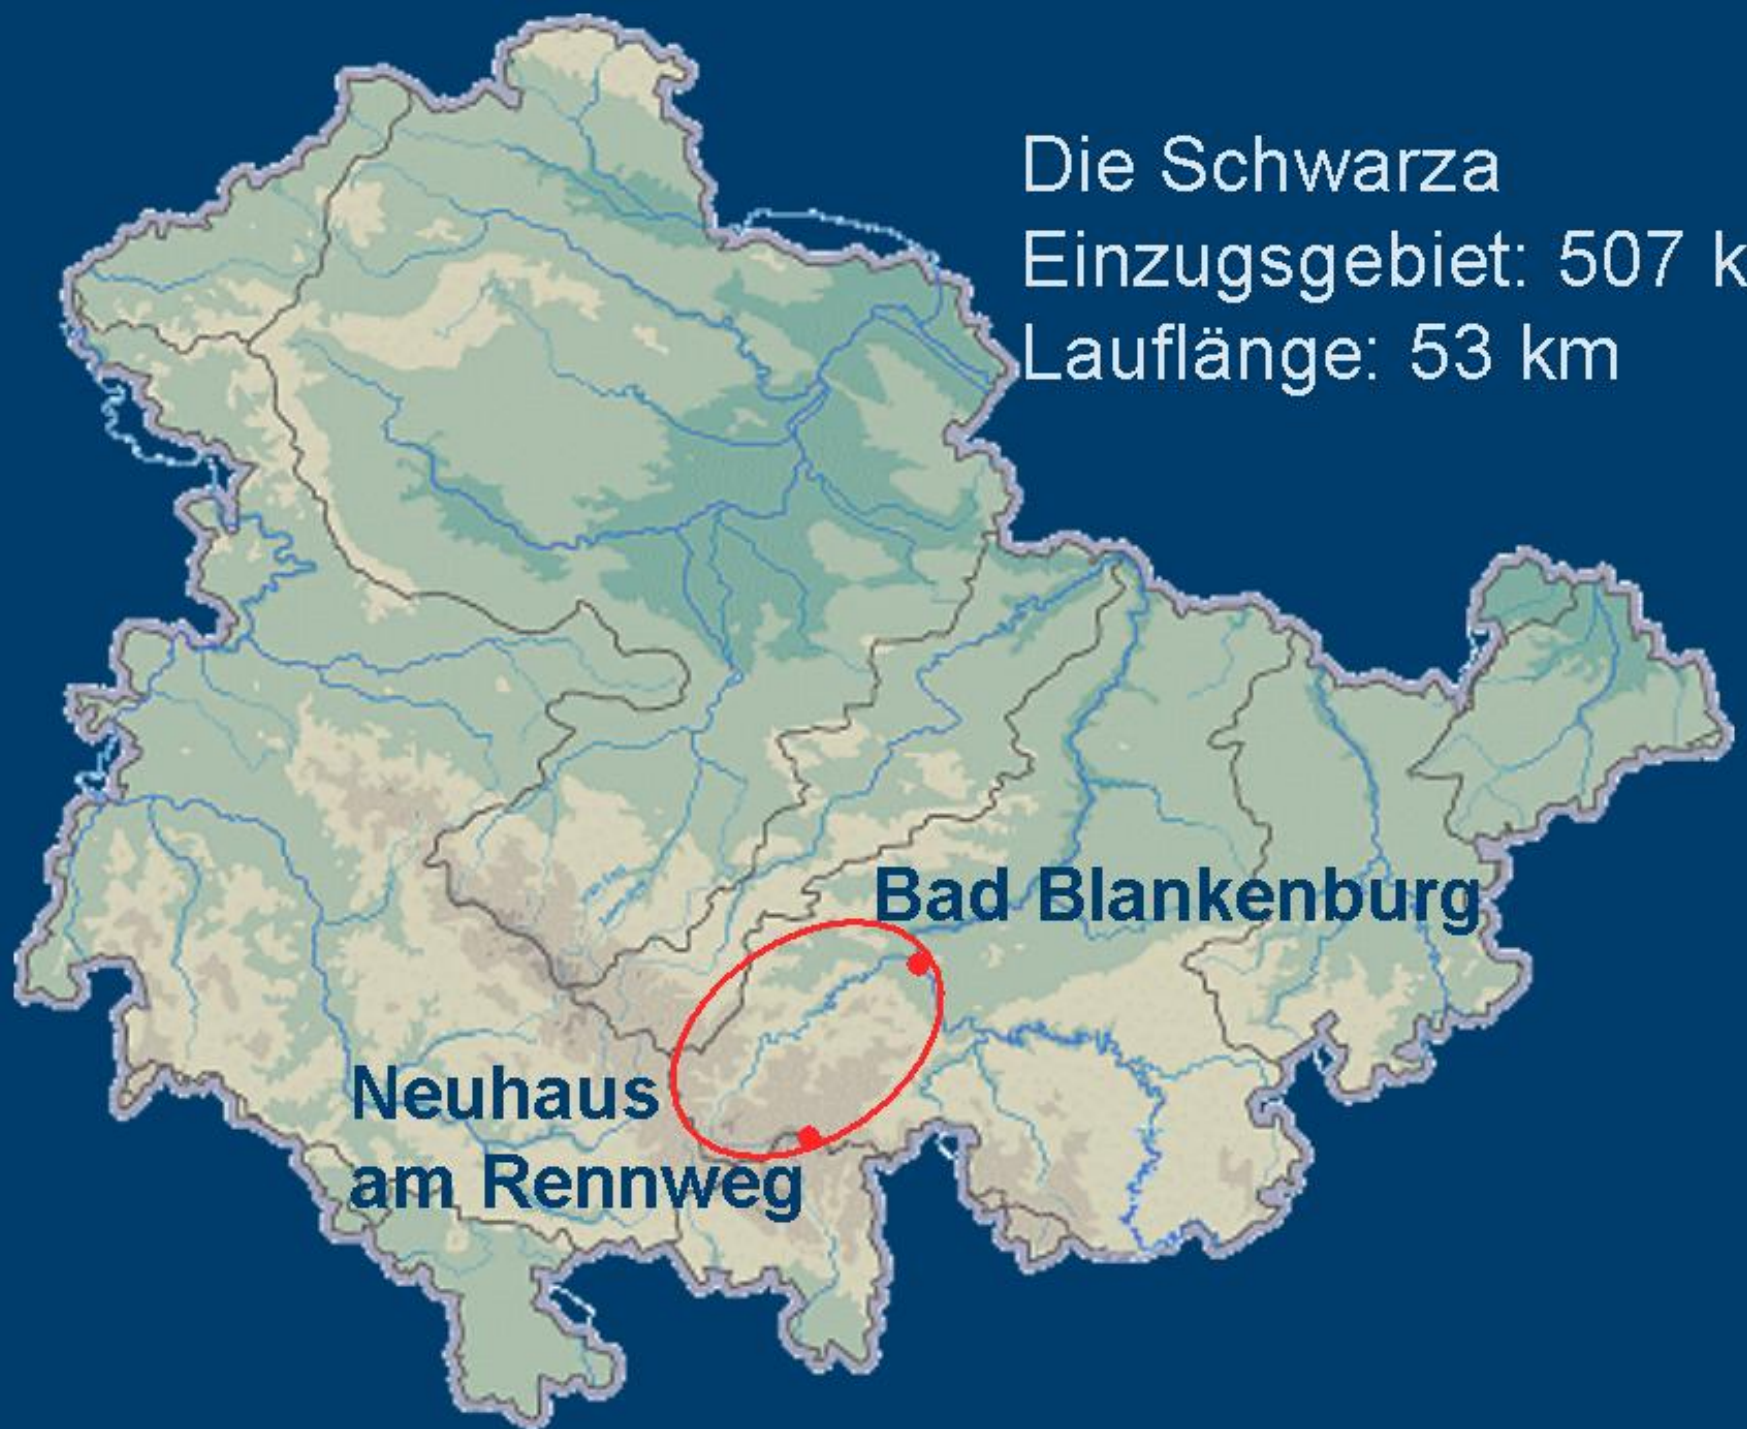 Die Schwarza
Einzugsgebiet: 507 k
Lauflänge: 53 km
Bad Blankenburg
Neuhaus
am Rennweg